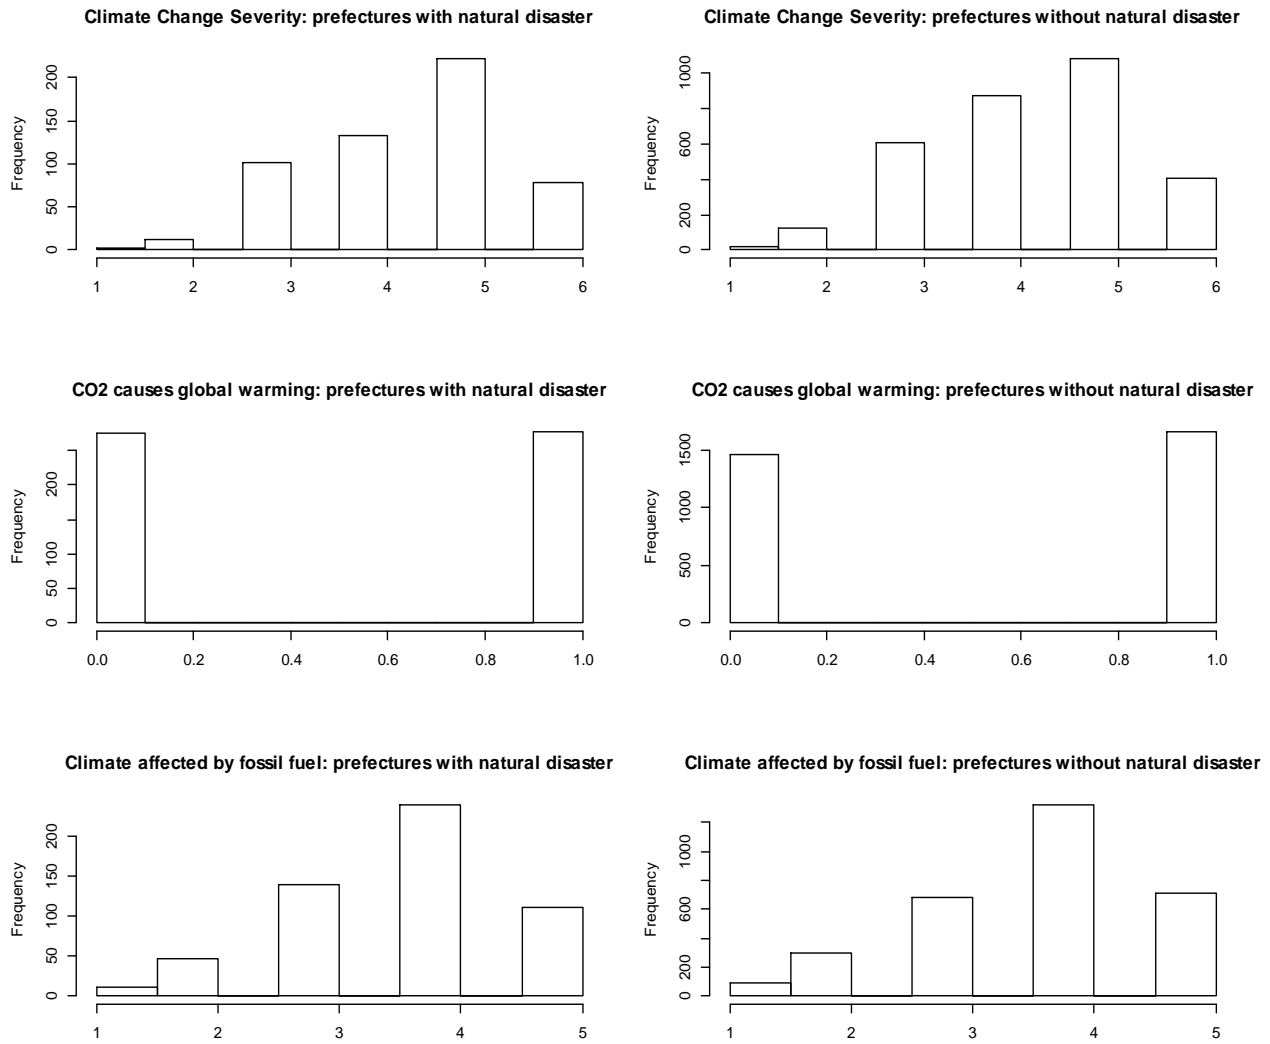 Climate Change Severity: prefectures with natural disaster
Climate Change Severity: prefectures without natural disaster
Frequency
0 50 100 150 200
1 2 3 4 5 6
Frequency
0 200 600 1000
1 2 3 4 5 6
CO2 causes global warming: prefectures with natural disaster
CO2 causes global warming: prefectures without natural disaster
Frequency
0 50 100 200
0.0 0.2 0.4 0.6 0.8 1.0
Frequency
0 500 1000 1500
0.0 0.2 0.4 0.6 0.8 1.0
Climate affected by fossil fuel: prefectures with natural disaster
Climate affected by fossil fuel: prefectures without natural disaster
Frequency
0 50 100 150 200
1 2 3 4 5
Frequency
0 200 600 1000
1 2 3 4 5